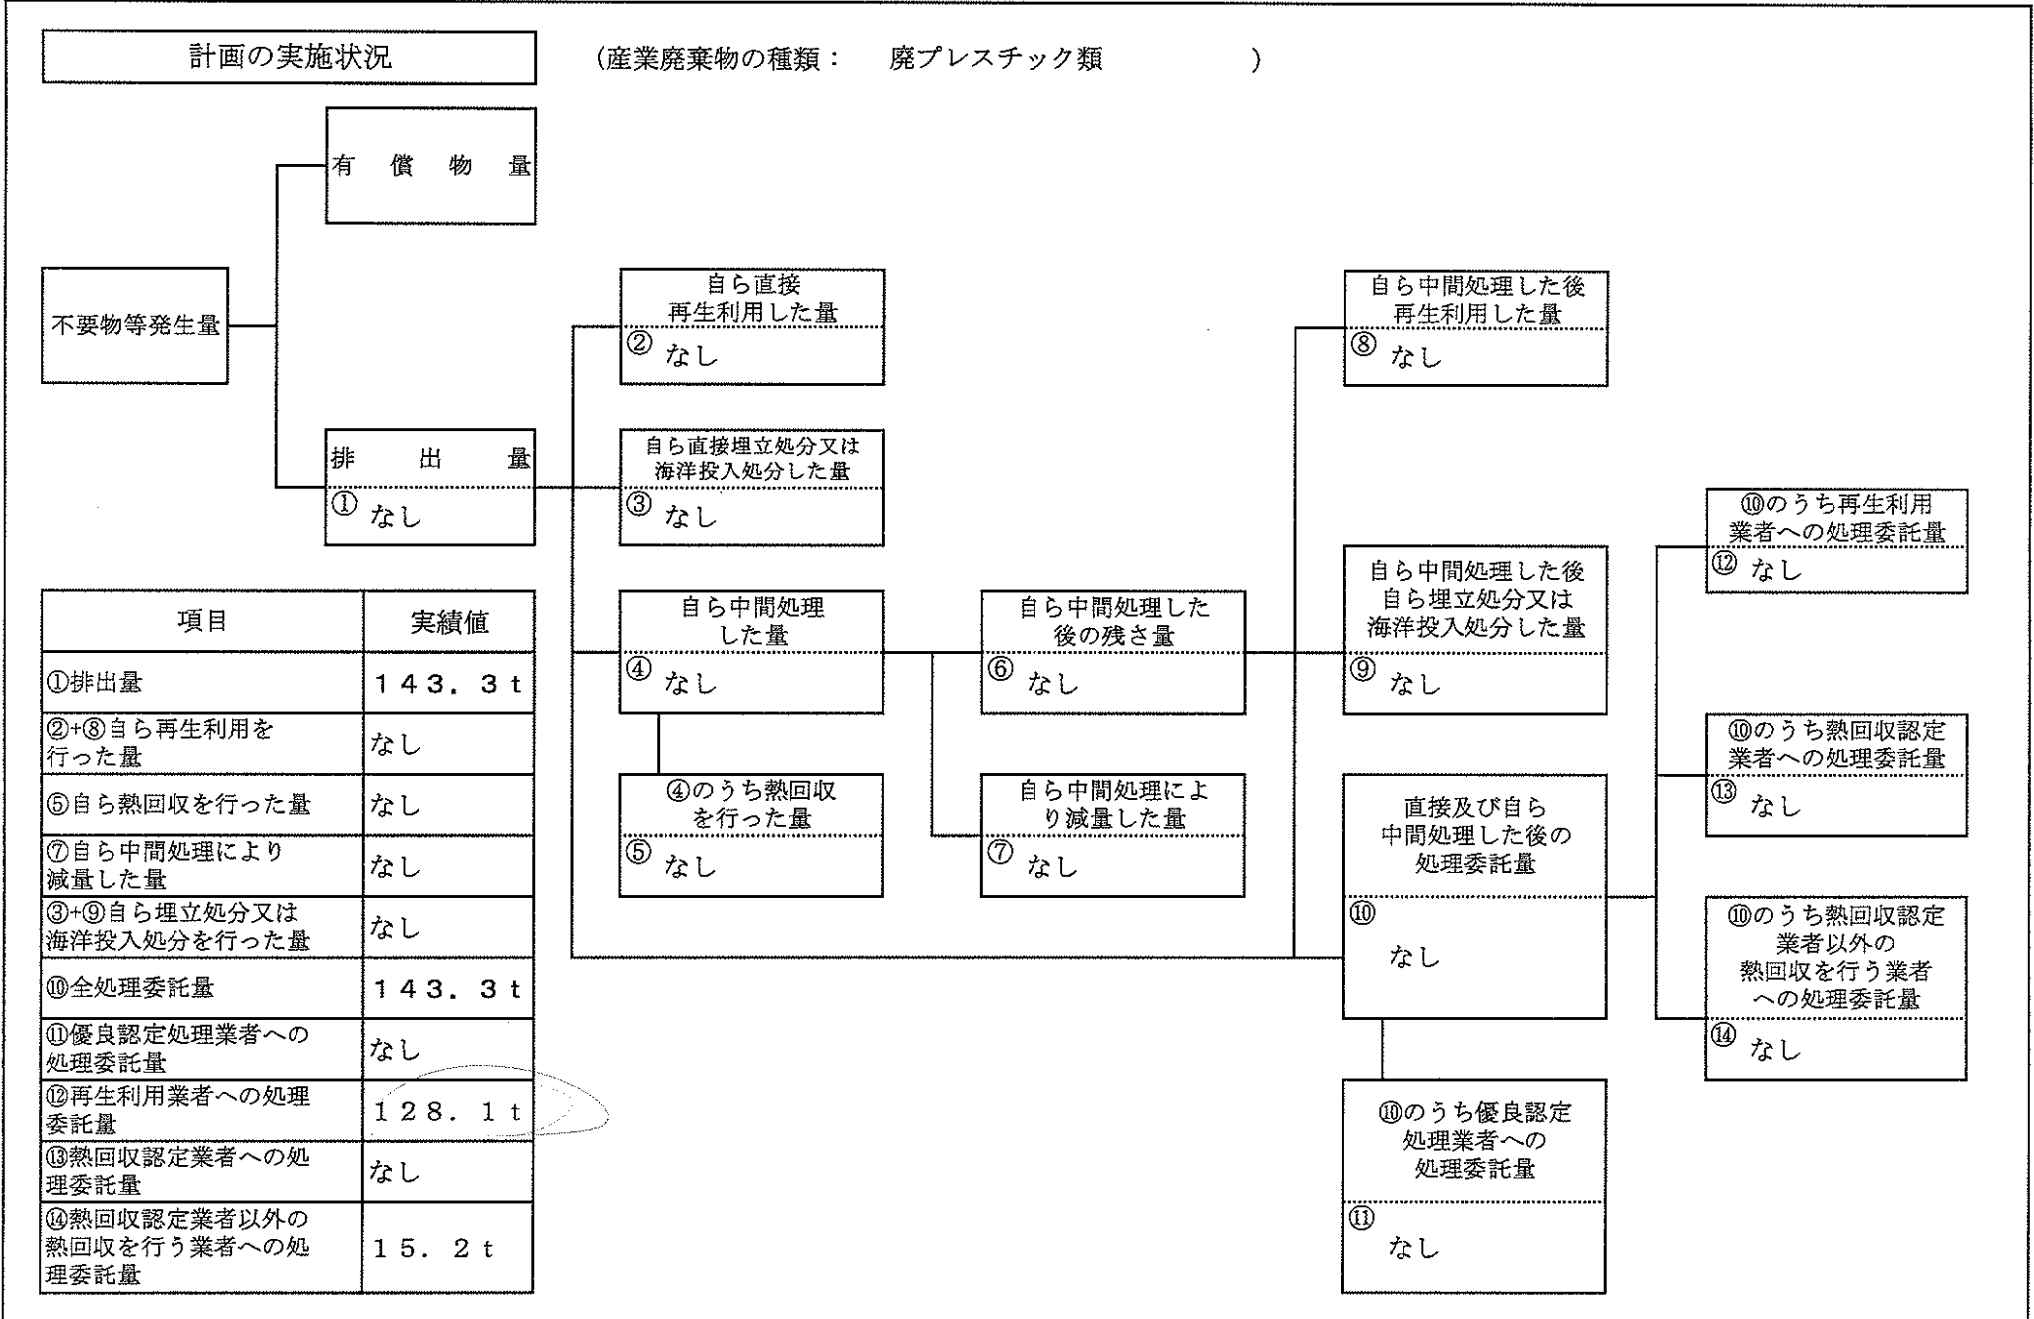 計画の実施状況
(産業廃棄物の種類： 廃プレスチック類 )
有償物量
不要物等発生量
排出量
① なし
自ら直接
再生利用した量
② なし
自ら直接埋立処分又は
海洋投入処分した量
③ なし
自ら中間処理
した量
④ なし
④のうち熱回収
を行った量
⑤ なし
自ら中間処理した
後の残さ量
⑥ なし
自ら中間処理によ
り減量した量
⑦ なし
自ら中間処理した後
再生利用した量
⑧ なし
自ら中間処理した後
自ら埋立処分又は
海洋投入処分した量
⑨ なし
直接及び自ら
中間処理した後の
処理委託量
⑩
なし
⑩のうち優良認定
処理業者への
処理委託量
⑪
なし
⑩のうち再生利用
業者への処理委託量
⑫ なし
⑩のうち熱回収認定
業者への処理委託量
⑬ なし
⑩のうち熱回収認定
業者以外の
熱回収を行う業者
への処理委託量
⑭ なし
項目 実績値
①排出量 １４３．３ｔ
②+⑧自ら再生利用を
行った量 なし
⑤自ら熱回収を行った量 なし
⑦自ら中間処理により
減量した量 なし
③+⑨自ら埋立処分又は
海洋投入処分を行った量 なし
⑩全処理委託量 １４３．３ｔ
⑪優良認定処理業者への
処理委託量 なし
⑫再生利用業者への処理
委託量 １２８．１ｔ
⑬熱回収認定業者への処
理委託量 なし
⑭熱回収認定業者以外の
熱回収を行う業者への処
理委託量 １５．２ｔ